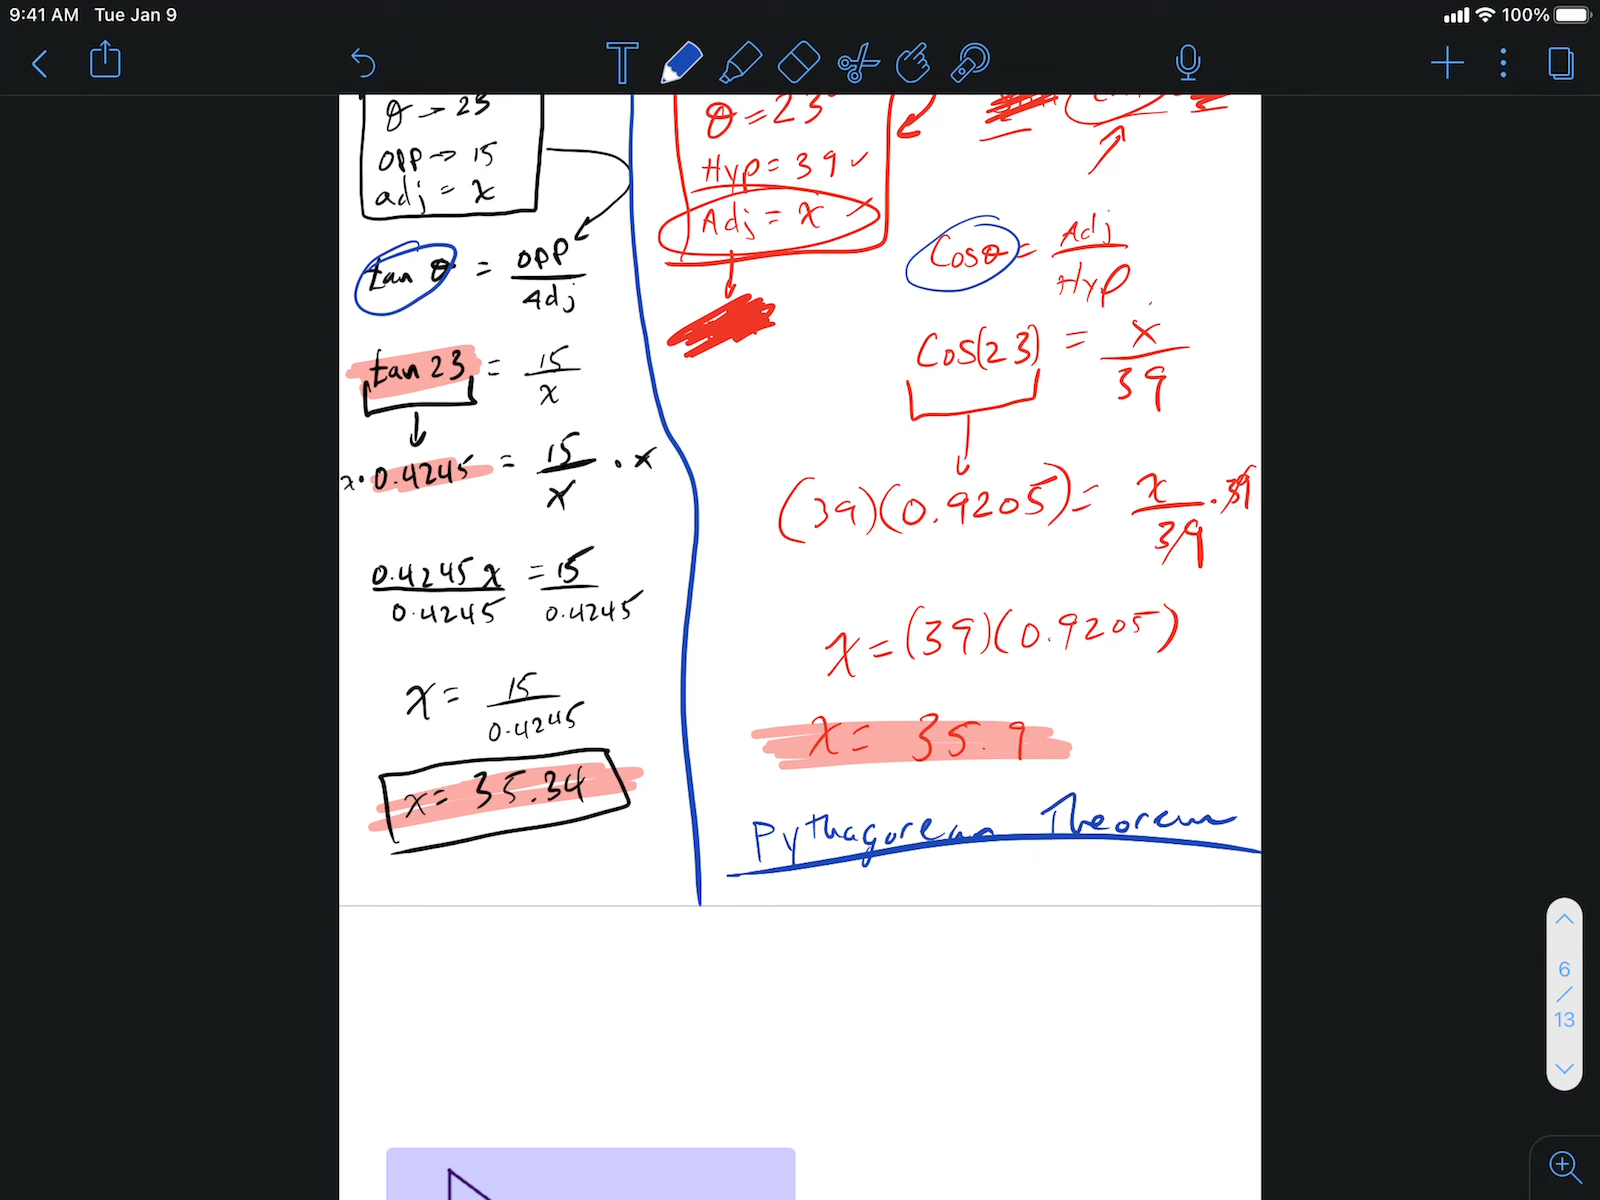 9:41 AM Tue Jan 9
100%
T
θ → 23
opp → 15
adj = x
tan θ = opp / Adj
tan 23 = 15 / x
x · 0.4245 = 15 / x · x
0.4245 x / 0.4245 = 15 / 0.4245
x = 15 / 0.4245
x = 35.34
θ = 23
Hyp = 39 ✓
Adj = x
Cosθ = Adj / Hyp
Cos(23) = x / 39
(39)(0.9205) = x / 39 · 39
x = (39)(0.9205)
x = 35.9
Pythagorean Theorem
6 / 13